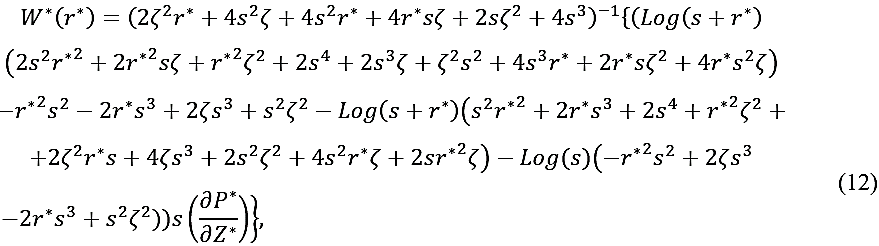 W*(r*) = (2ζ²r* + 4s²ζ + 4s²r* + 4r*sζ + 2sζ² + 4s³)⁻¹{(Log(s + r*)
(2s²r*² + 2r*²sζ + r*²ζ² + 2s⁴ + 2s³ζ + ζ²s² + 4s³r* + 2r*sζ² + 4r*s²ζ)
−r*²s² − 2r*s³ + 2ζs³ + s²ζ² − Log(s + r*)(s²r*² + 2r*s³ + 2s⁴ + r*²ζ² +
+2ζ²r*s + 4ζs³ + 2s²ζ² + 4s²r*ζ + 2sr*²ζ) − Log(s)(−r*²s² + 2ζs³
(12)
−2r*s³ + s²ζ²))s(∂P*/∂Z*)},